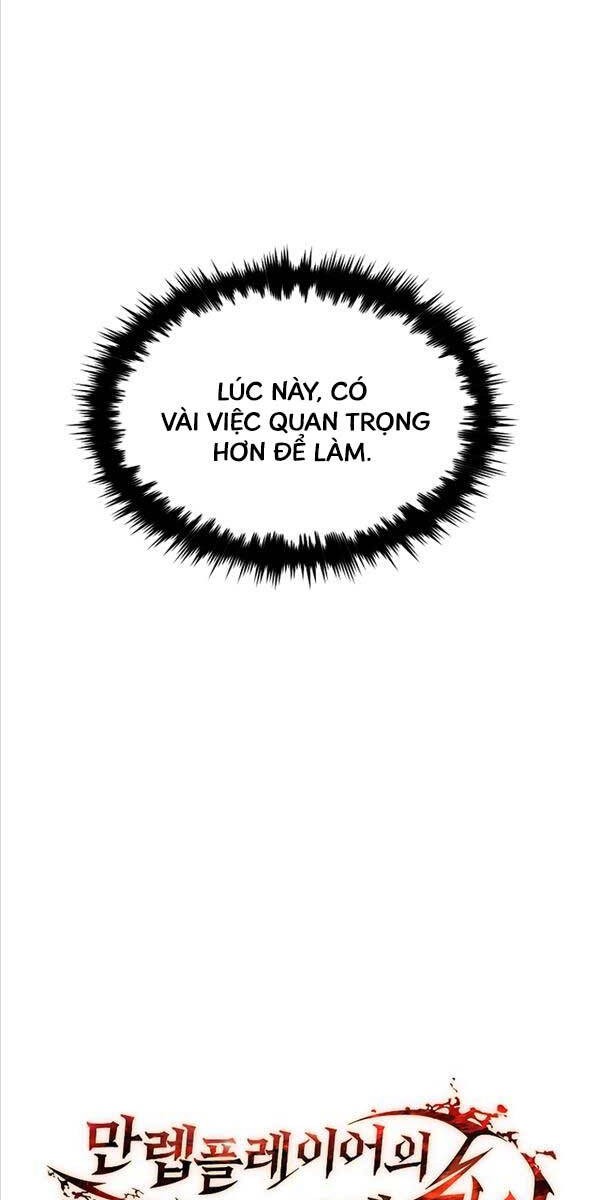 LÚC NÀY, CÓ
VÀI VIỆC QUAN TRỌNG
HƠN ĐỂ LÀM.
만렙플레이어의